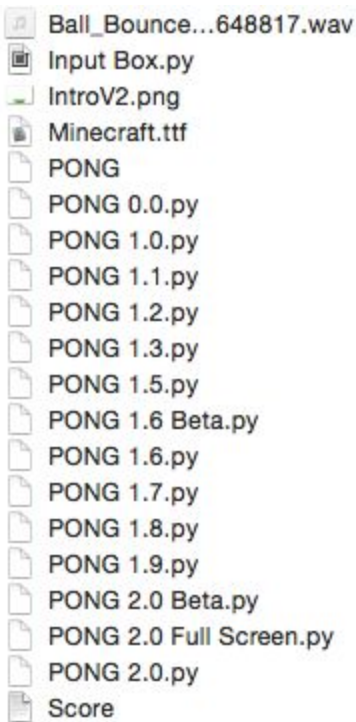 Ball_Bounce...648817.wav
Input Box.py
IntroV2.png
Minecraft.ttf
PONG
PONG 0.0.py
PONG 1.0.py
PONG 1.1.py
PONG 1.2.py
PONG 1.3.py
PONG 1.5.py
PONG 1.6 Beta.py
PONG 1.6.py
PONG 1.7.py
PONG 1.8.py
PONG 1.9.py
PONG 2.0 Beta.py
PONG 2.0 Full Screen.py
PONG 2.0.py
Score